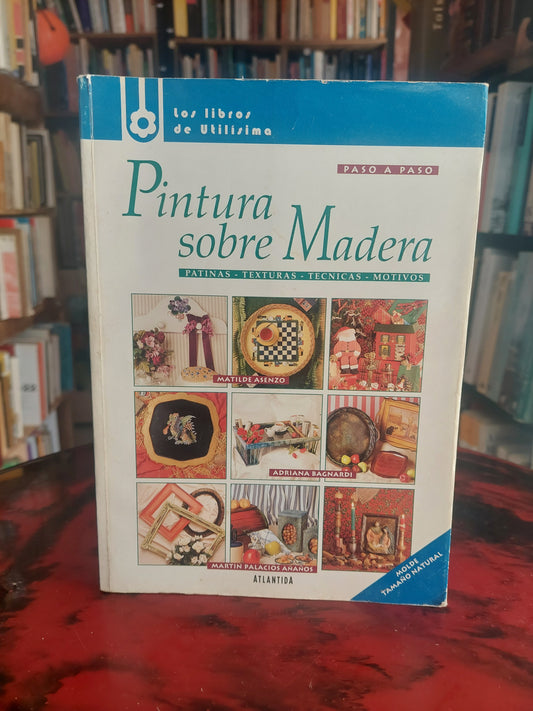 Los libros
de Utilísima
PASO A PASO
Pintura
sobre Madera
PATINAS - TEXTURAS - TECNICAS - MOTIVOS
MATILDE ASENZO
ADRIANA BAGNARDI
MARTIN PALACIOS AÑAÑOS
ATLANTIDA
MOLDE
TAMAÑO NATURAL